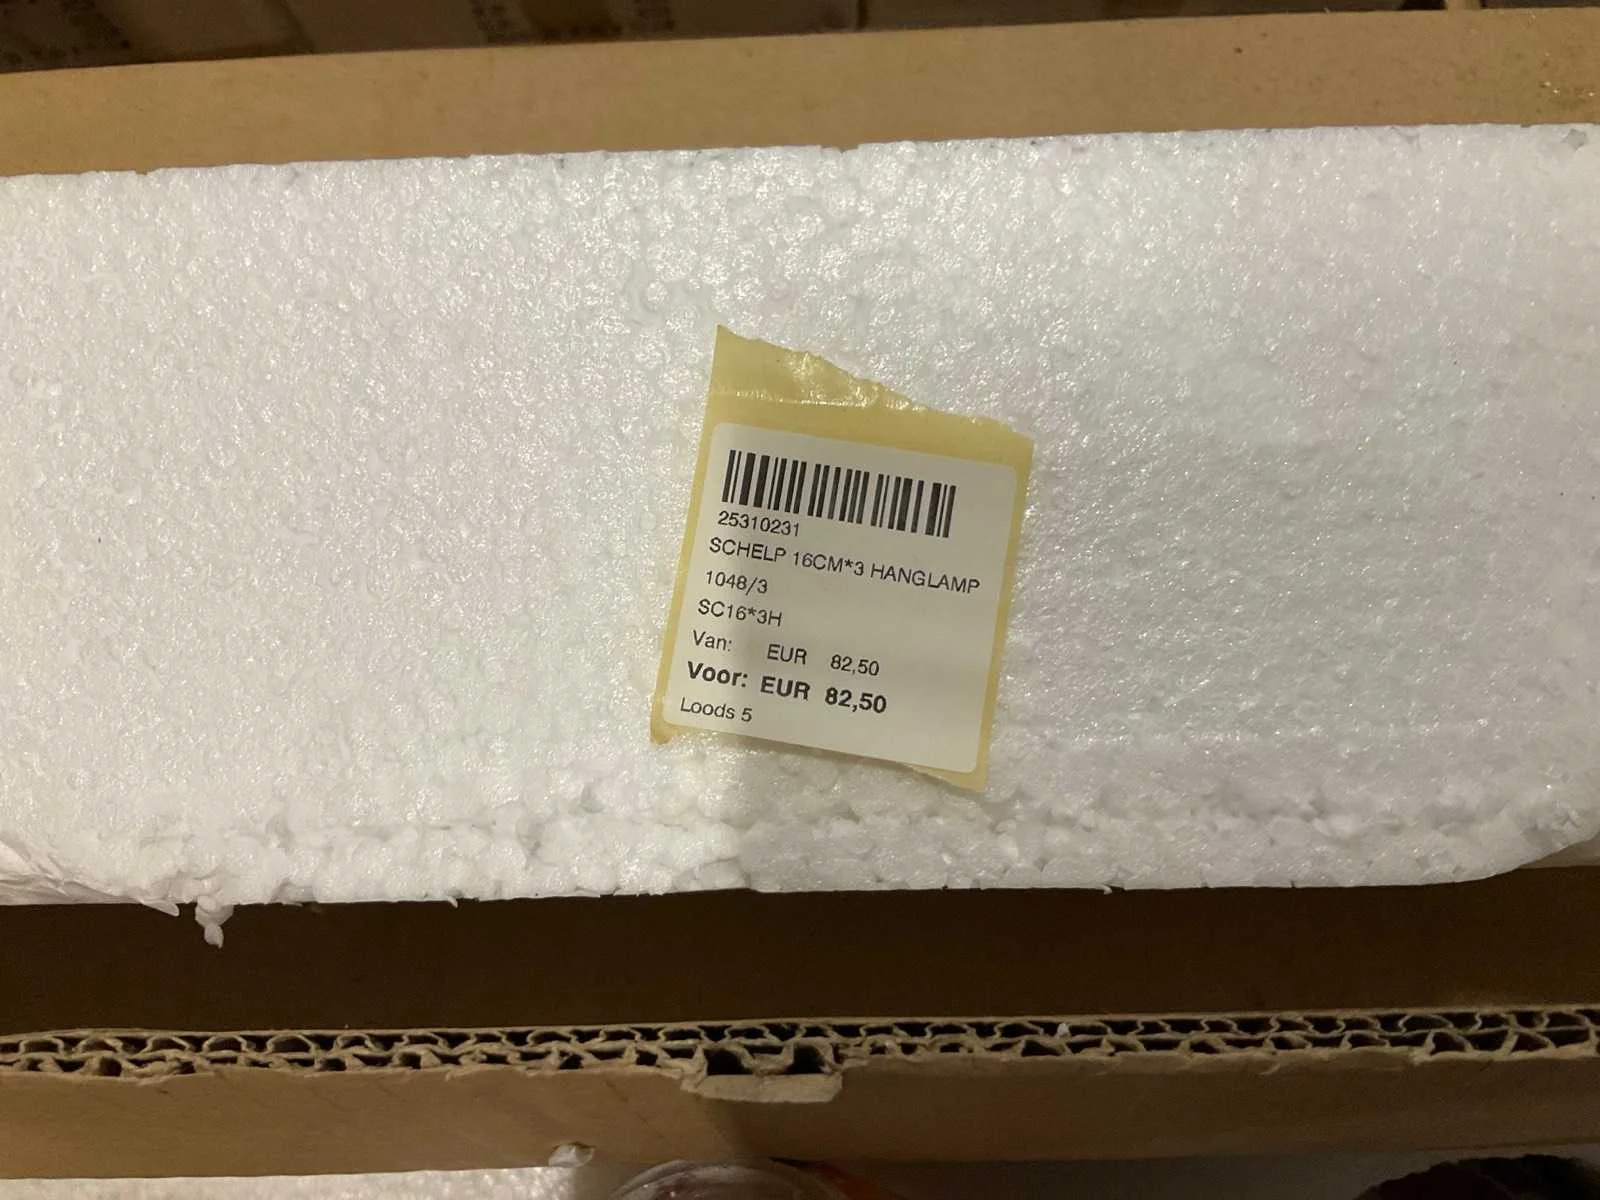 25310231
SCHELP 16CM*3 HANGLAMP
1048/3
SC16*3H
Van: EUR 82,50
Voor: EUR 82,50
Loods 5